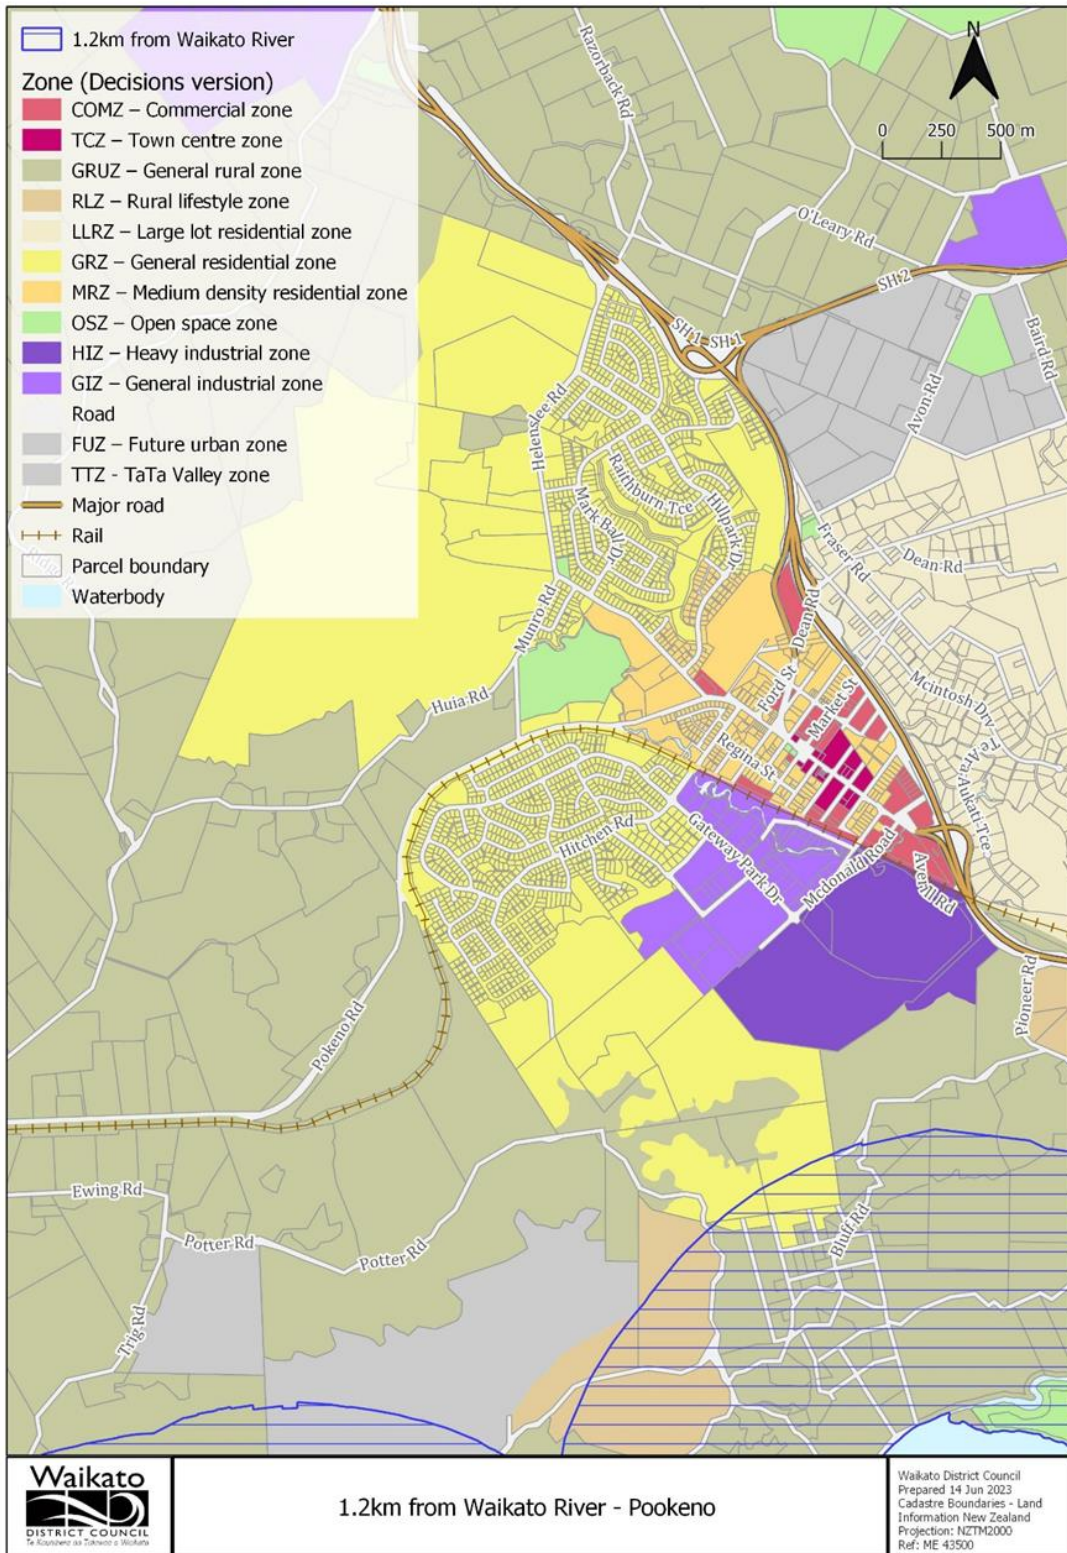 1.2km from Waikato River
Zone (Decisions version)
COMZ – Commercial zone
TCZ – Town centre zone
GRUZ – General rural zone
RLZ – Rural lifestyle zone
LLRZ – Large lot residential zone
GRZ – General residential zone
MRZ – Medium density residential zone
OSZ – Open space zone
HIZ – Heavy industrial zone
GIZ – General industrial zone
Road
FUZ – Future urban zone
TTZ - TaTa Valley zone
Major road
Rail
Parcel boundary
Waterbody
N
0 250 500 m
Razorback Rd
O'Leary Rd
SH 2
SH 1
SH 1
Baird Rd
Avon Rd
Helenslee Rd
Raithburn Tce
Hillpark Dr
Mark Ball Dr
Fraser Rd
Dean Rd
Dean Rd
Munro Rd
Huia Rd
Ford St
Market St
Mcintosh Drv
Te Ara Aukati Tce
Regina St
Hitchen Rd
Gateway Park Dr
Mcdonald Road
Averill Rd
Pioneer Rd
Pokeno Rd
Ewing Rd
Potter Rd
Potter Rd
Bluff Rd
Trig Rd
Waikato
DISTRICT COUNCIL
1.2km from Waikato River - Pookeno
Waikato District Council
Prepared 14 Jun 2023
Cadastre Boundaries - Land
Information New Zealand
Projection: NZTM2000
Ref: ME 43500